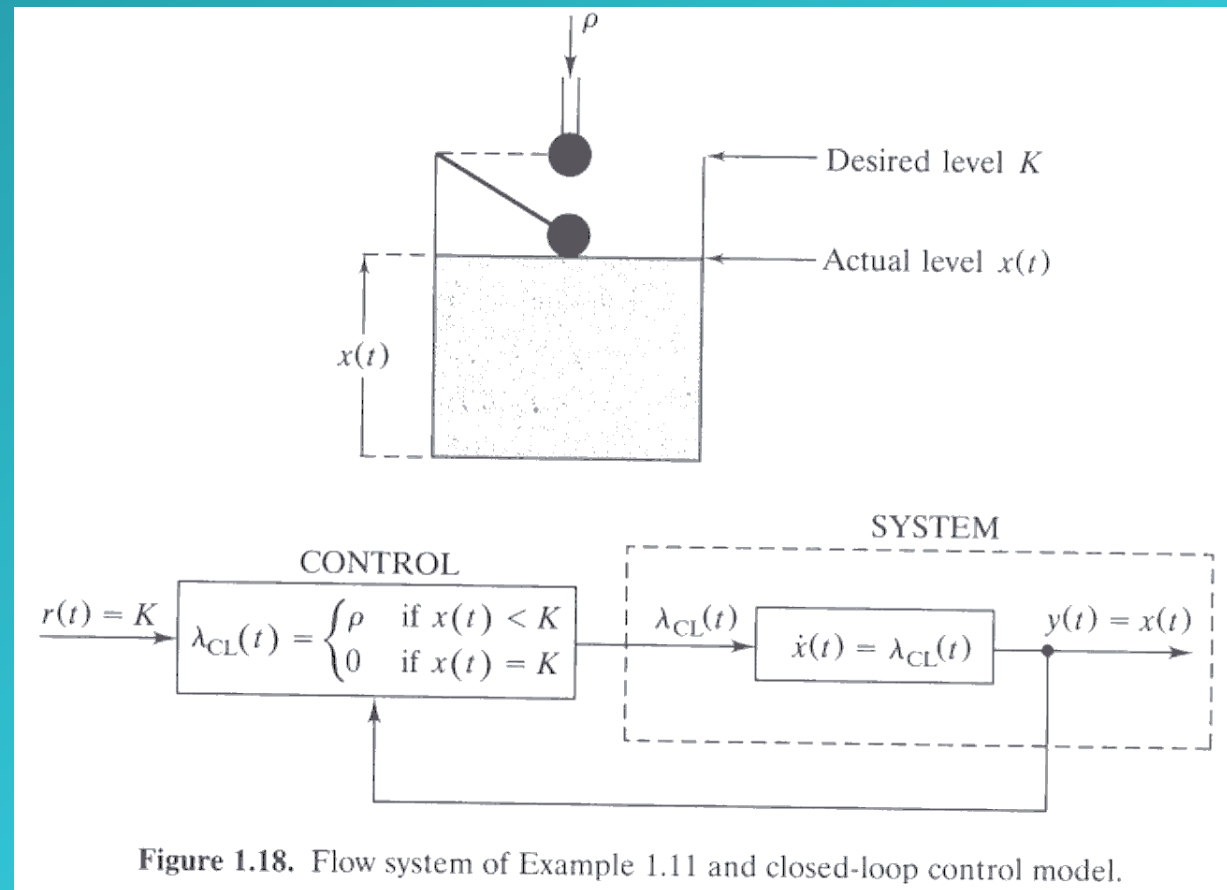 ρ
Desired level K
Actual level x(t)
x(t)
SYSTEM
CONTROL
r(t) = K
λCL(t) = { ρ if x(t) < K
0 if x(t) = K
λCL(t)
ẋ(t) = λCL(t)
y(t) = x(t)
Figure 1.18. Flow system of Example 1.11 and closed-loop control model.